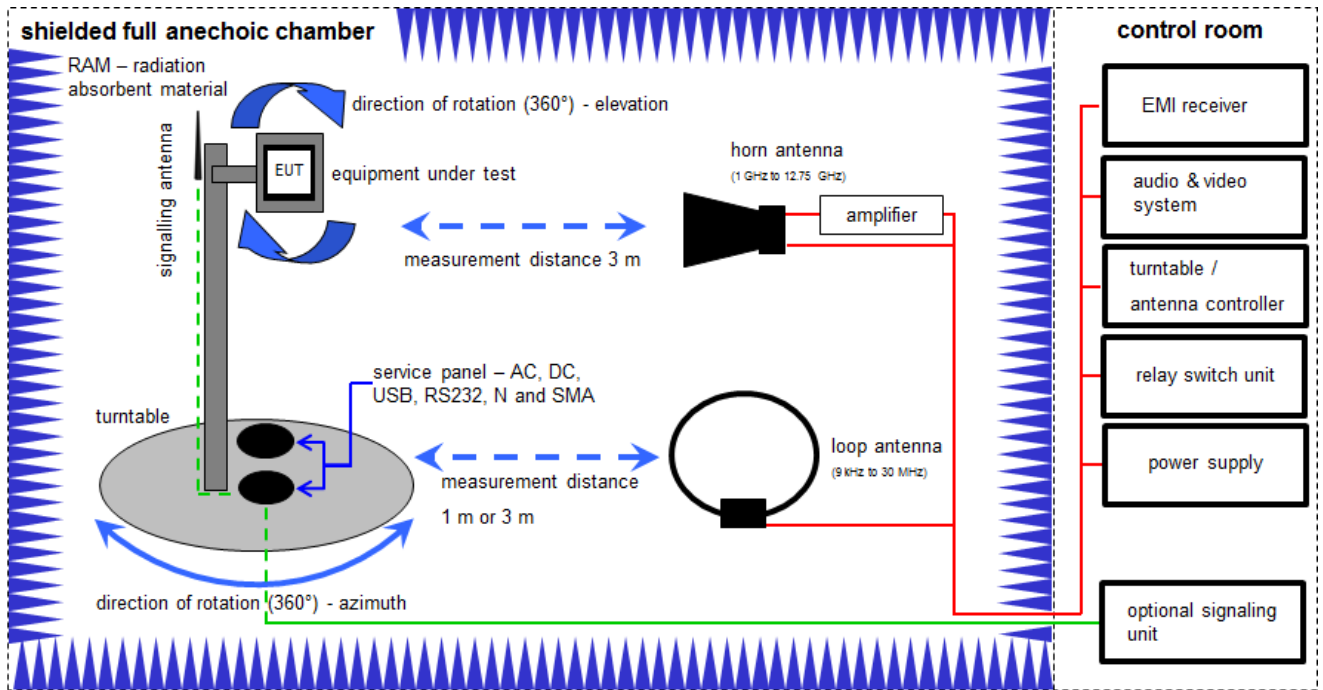 shielded full anechoic chamber
RAM – radiation
absorbent material
signalling antenna
direction of rotation (360°) - elevation
EUT
equipment under test
measurement distance 3 m
horn antenna
(1 GHz to 12.75 GHz)
amplifier
service panel – AC, DC,
USB, RS232, N and SMA
turntable
measurement distance
1 m or 3 m
loop antenna
(9 kHz to 30 MHz)
direction of rotation (360°) - azimuth
control room
EMI receiver
audio & video
system
turntable /
antenna controller
relay switch unit
power supply
optional signaling
unit